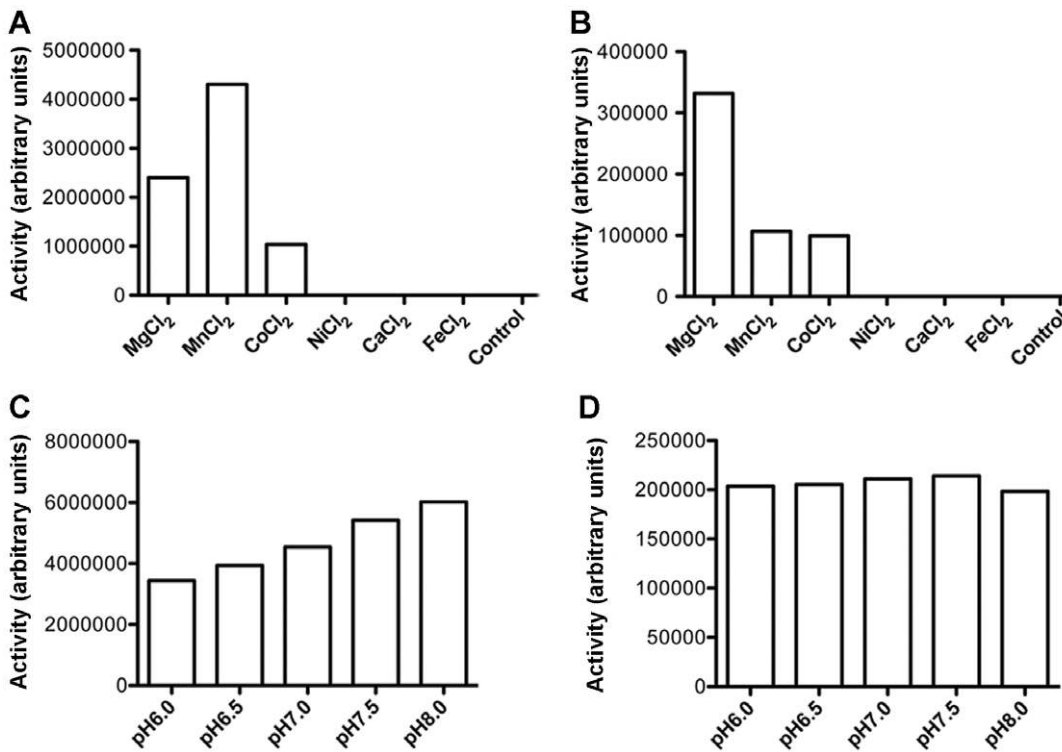 A
Activity (arbitrary units)
5000000
4000000
3000000
2000000
1000000
0
MgCl₂
MnCl₂
CoCl₂
NiCl₂
CaCl₂
FeCl₂
Control
B
Activity (arbitrary units)
400000
300000
200000
100000
0
MgCl₂
MnCl₂
CoCl₂
NiCl₂
CaCl₂
FeCl₂
Control
C
Activity (arbitrary units)
8000000
6000000
4000000
2000000
0
pH6.0
pH6.5
pH7.0
pH7.5
pH8.0
D
Activity (arbitrary units)
250000
200000
150000
100000
50000
0
pH6.0
pH6.5
pH7.0
pH7.5
pH8.0